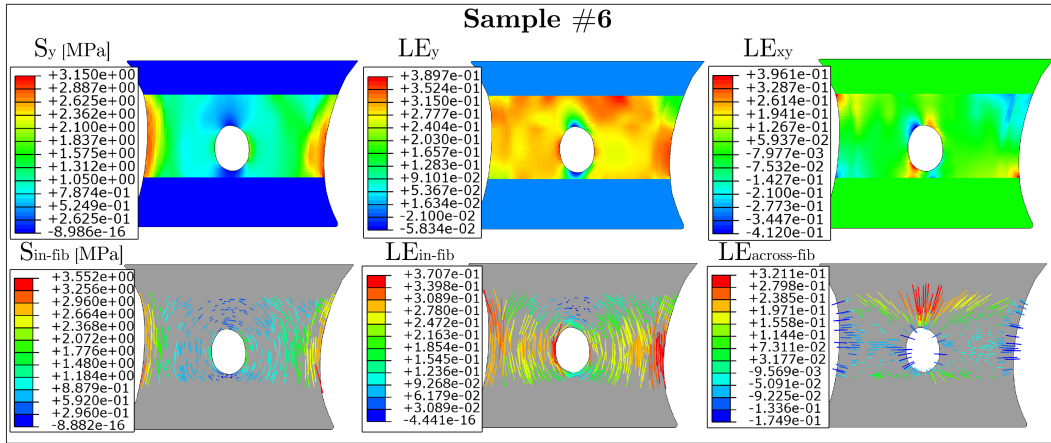 Sample #6
S_y [MPa]
+3.150e+00
+2.887e+00
+2.625e+00
+2.362e+00
+2.100e+00
+1.837e+00
+1.575e+00
+1.312e+00
+1.050e+00
+7.874e-01
+5.249e-01
+2.625e-01
-8.986e-16
LE_y
+3.897e-01
+3.524e-01
+3.150e-01
+2.777e-01
+2.404e-01
+2.030e-01
+1.657e-01
+1.283e-01
+9.101e-02
+5.367e-02
+1.634e-02
-2.100e-02
-5.834e-02
LE_xy
+3.961e-01
+3.287e-01
+2.614e-01
+1.941e-01
+1.267e-01
+5.937e-02
-7.977e-03
-7.532e-02
-1.427e-01
-2.100e-01
-2.773e-01
-3.447e-01
-4.120e-01
S_in-fib [MPa]
+3.552e+00
+3.256e+00
+2.960e+00
+2.664e+00
+2.368e+00
+2.072e+00
+1.776e+00
+1.480e+00
+1.184e+00
+8.879e-01
+5.920e-01
+2.960e-01
-8.882e-16
LE_in-fib
+3.707e-01
+3.398e-01
+3.089e-01
+2.780e-01
+2.472e-01
+2.163e-01
+1.854e-01
+1.545e-01
+1.236e-01
+9.268e-02
+6.179e-02
+3.089e-02
-4.441e-16
LE_across-fib
+3.211e-01
+2.798e-01
+2.385e-01
+1.971e-01
+1.558e-01
+1.144e-01
+7.311e-02
+3.177e-02
-9.569e-03
-5.091e-02
-9.225e-02
-1.336e-01
-1.749e-01